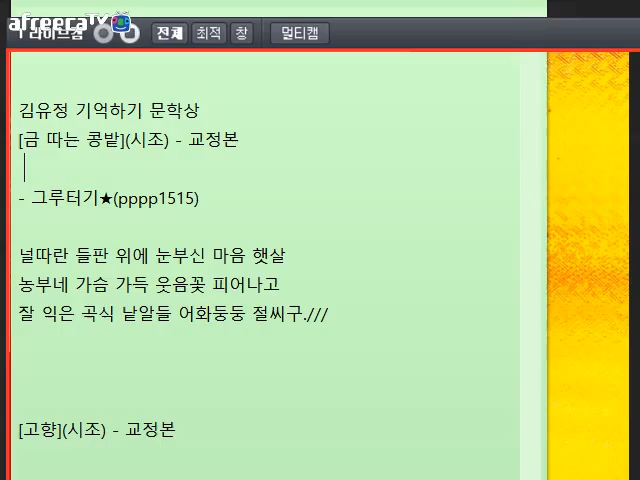 afreecaTV
라이브캠 전체 최적 창 멀티캠
김유정 기억하기 문학상
[금 따는 콩밭](시조) - 교정본
- 그루터기★(pppp1515)
널따란 들판 위에 눈부신 마음 햇살
농부네 가슴 가득 웃음꽃 피어나고
잘 익은 곡식 낱알들 어화둥둥 절씨구.///
[고향](시조) - 교정본